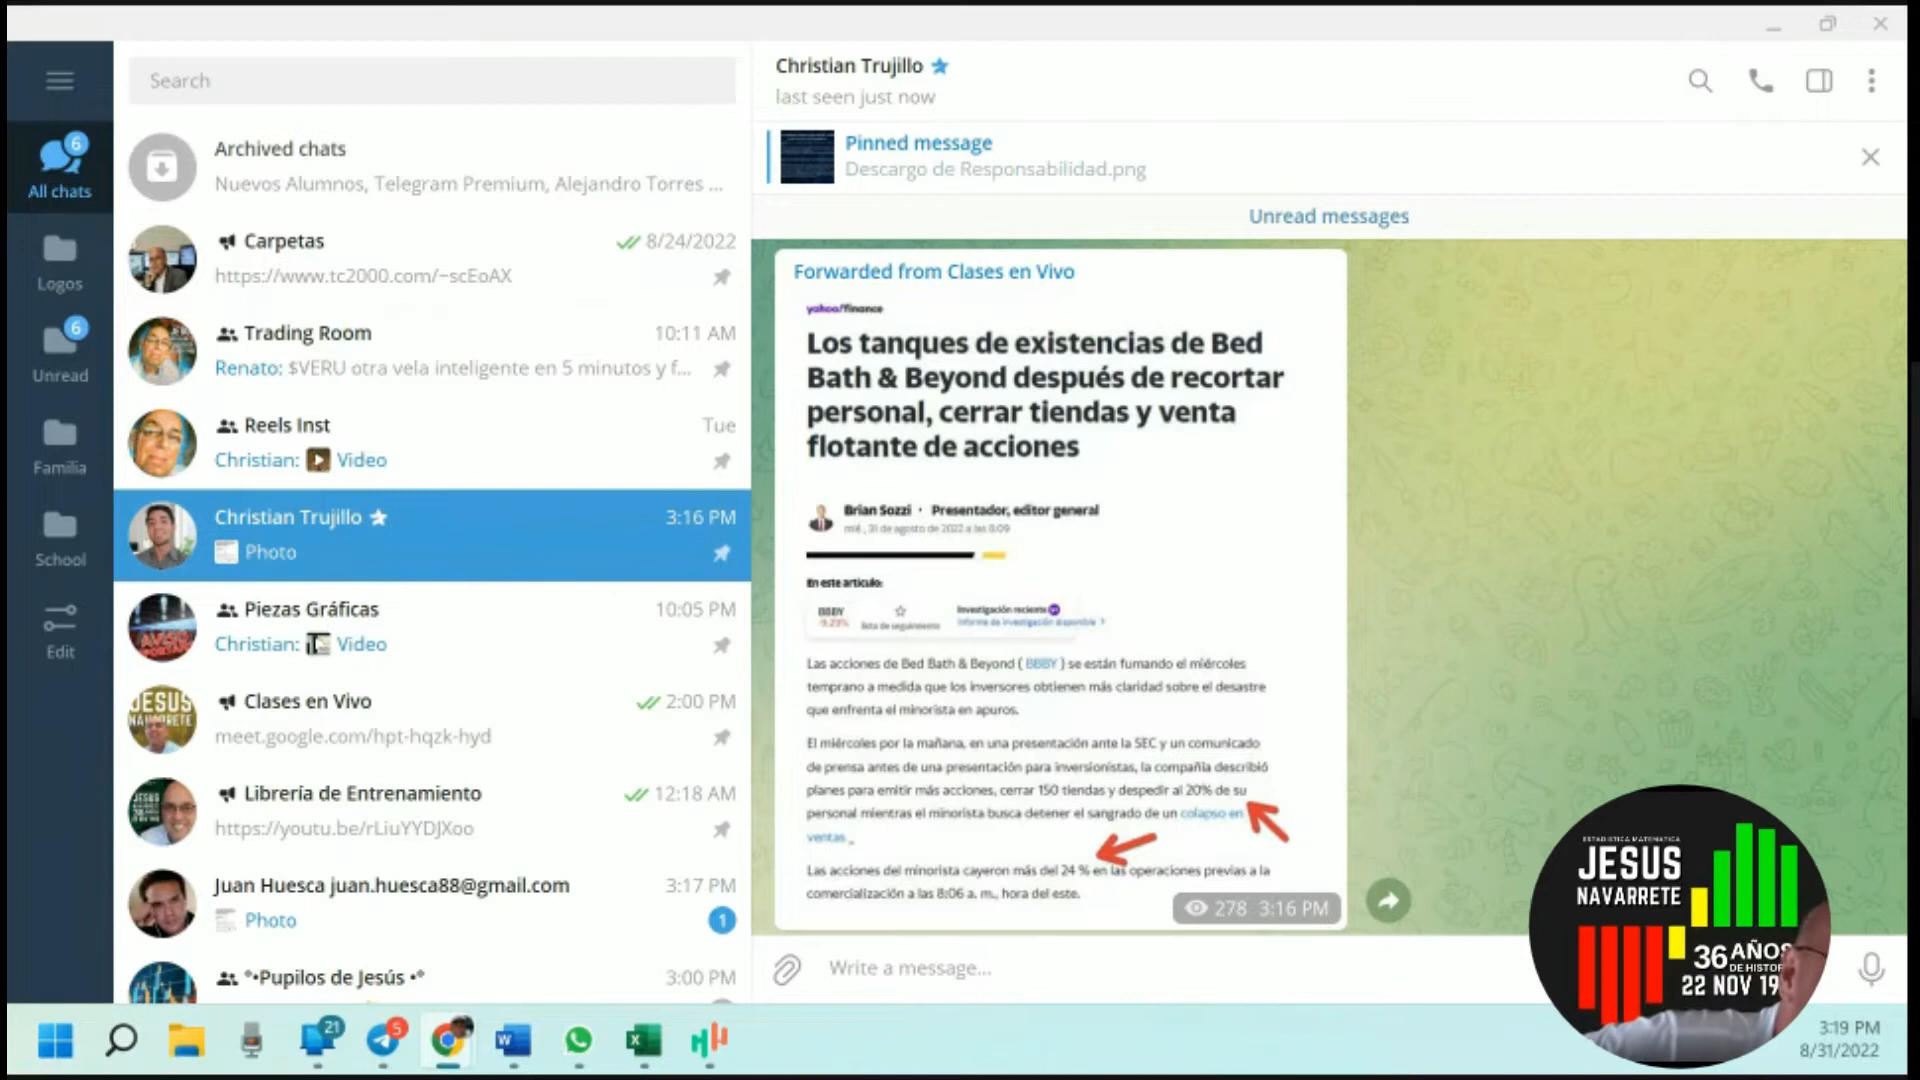 Search
Archived chats
Nuevos Alumnos, Telegram Premium, Alejandro Torres ...
Carpetas
8/24/2022
https://www.tc2000.com/~scEoAX
Trading Room
10:11 AM
Renato: $VERU otra vela inteligente en 5 minutos y f...
Reels Inst
Tue
Christian: Video
Christian Trujillo
3:16 PM
Photo
Piezas Gráficas
10:05 PM
Christian: Video
Clases en Vivo
2:00 PM
meet.google.com/hpt-hqzk-hyd
Librería de Entrenamiento
12:18 AM
https://youtu.be/rLiuYYDJXoo
Juan Huesca juan.huesca88@gmail.com
3:17 PM
Photo
1
°•Pupilos de Jesús •°
3:00 PM
6
All chats
Logos
6
Unread
Familia
School
Edit
Christian Trujillo
last seen just now
Pinned message
Descargo de Responsabilidad.png
Unread messages
Forwarded from Clases en Vivo
yahoo!finance
Los tanques de existencias de Bed
Bath & Beyond después de recortar
personal, cerrar tiendas y venta
flotante de acciones
Brian Sozzi · Presentador, editor general
mié, 31 de agosto de 2022 a las 8:09
En este artículo:
BBBY
-9.23%
lista de seguimiento
Investigación reciente
Informe de investigación disponible
Las acciones de Bed Bath & Beyond ( BBBY ) se están fumando el miércoles
temprano a medida que los inversores obtienen más claridad sobre el desastre
que enfrenta el minorista en apuros.
El miércoles por la mañana, en una presentación ante la SEC y un comunicado
de prensa antes de una presentación para inversionistas, la compañía describió
planes para emitir más acciones, cerrar 150 tiendas y despedir al 20% de su
personal mientras el minorista busca detener el sangrado de un colapso en
ventas .
Las acciones del minorista cayeron más del 24 % en las operaciones previas a la
comercialización a las 8:06 a. m., hora del este.
278 3:16 PM
Write a message...
ESTADISTICA MATEMATICA
JESUS
NAVARRETE
36 AÑOS
DE HISTOR
22 NOV 19
21
5
3:19 PM
8/31/2022